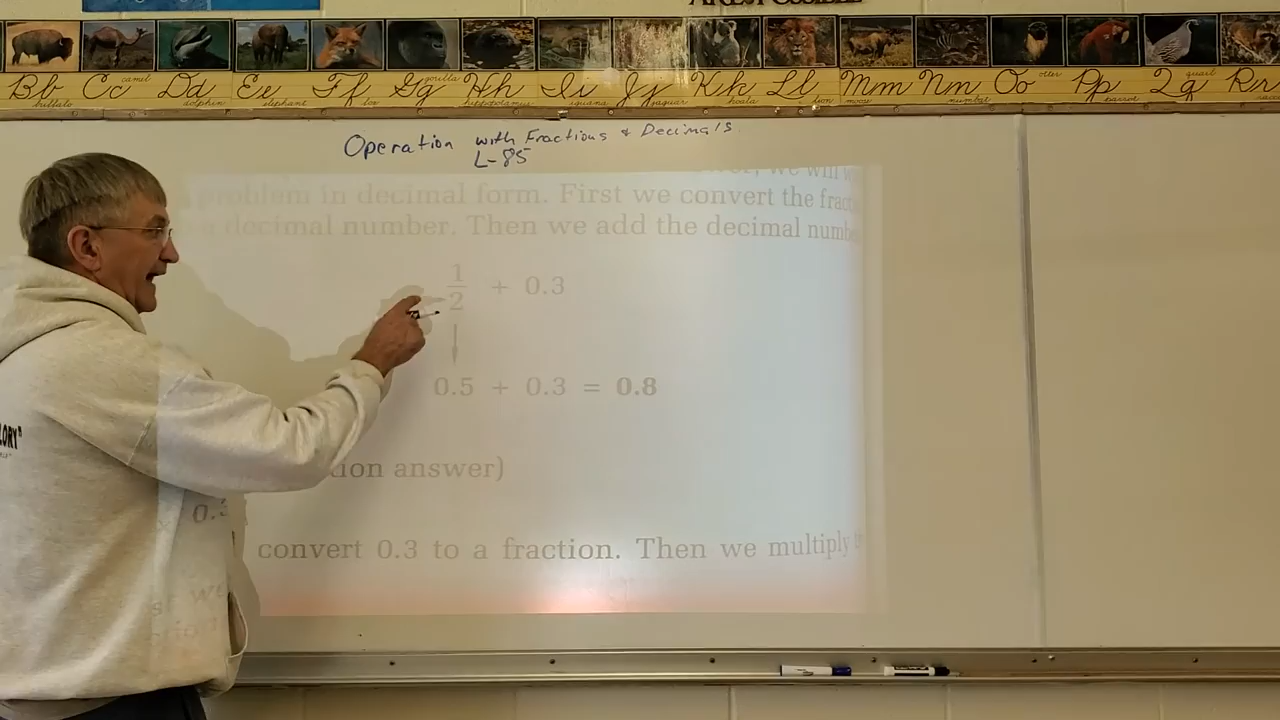 Bb Cc camel Dd Ee Ff Gg gorilla Hh Ii Jj Kk Ll Mm Nn Oo otter Pp Qq quail Rr
buffalo dolphin elephant fox hippopotamus iguana jaguar koala lion moose numbat parrot
Operation with Fractions & Decimals
L-85
problem in decimal form. First we convert the frac
decimal number. Then we add the decimal numbe
1/2 + 0.3
0.5 + 0.3 = 0.8
tion answer)
x 0.3
convert 0.3 to a fraction. Then we multiply
LORY"